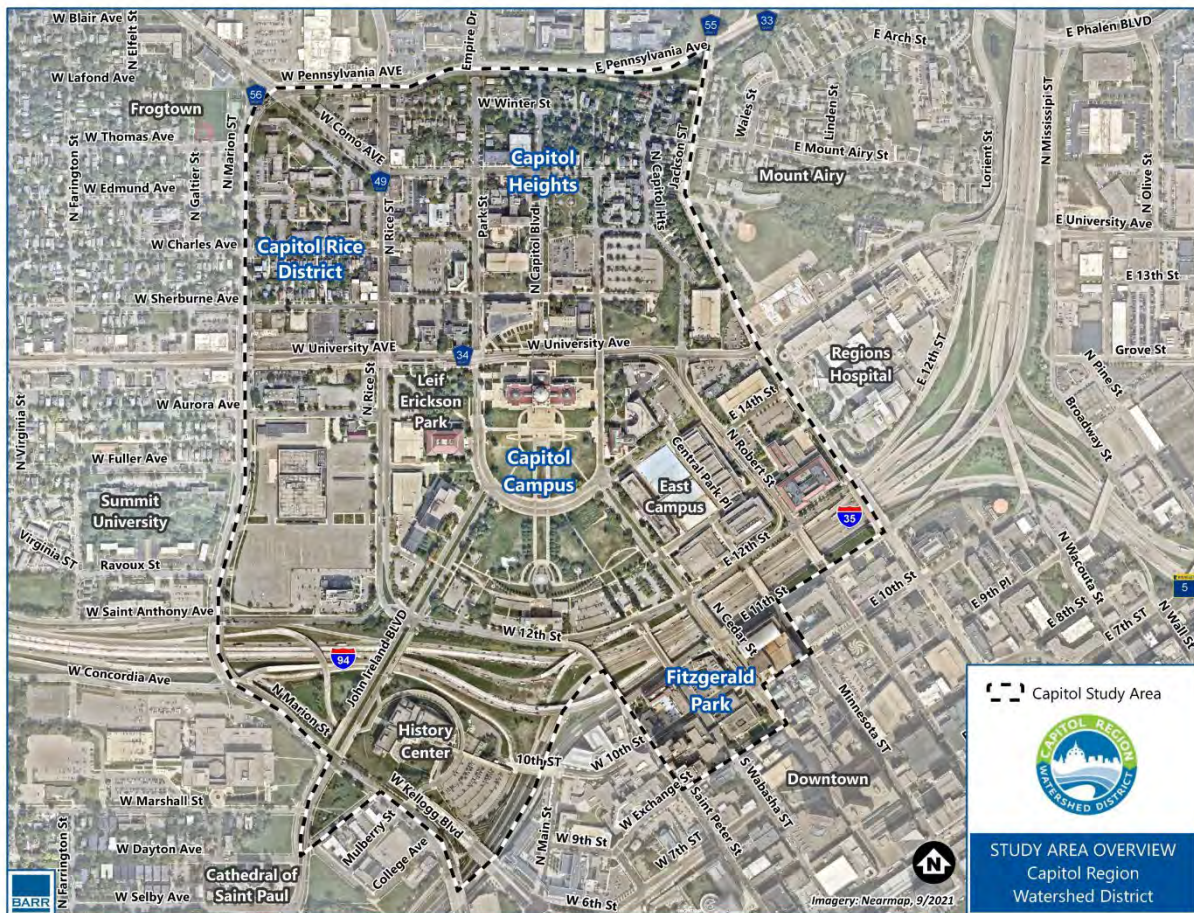 W Blair Ave
N Elfelt St
Empire Dr
55
33
E Arch St
E Phalen BLVD
W Lafond Ave
W Pennsylvania AVE
E Pennsylvania Ave
Frogtown
56
W Winter St
Wales St
Linden St
Lorient St
N Mississippi ST
N Olive St
W Thomas Ave
N Farington St
N Galtier St
N Marion ST
W Como AVE
Capitol
Heights
N Capitol Hts
Jackson ST
E Mount Airy St
Mount Airy
W Edmund Ave
49
N Rice ST
Park St
N Capitol Blvd
E University Ave
W Charles Ave
Capitol Rice
District
E 13th St
W Sherburne Ave
W University AVE
34
W University Ave
Grove St
Regions
Hospital
E 12th ST
N Pine St
Broadway ST
N Virginia St
W Aurora Ave
N Rice St
Leif
Erickson
Park
E 14th St
N Robert St
Central Park Pl
W Fuller Ave
Capitol
Campus
East
Campus
35
Summit
University
Virginia ST
Ravoux St
E 12th St
N Wacouta St
5
W Saint Anthony Ave
W 12th St
E 11th St
E 10th St
E 9th Pl
E 8th St
E 7th ST
N Wall St
W Concordia Ave
94
John Ireland BLVD
N Cedar St
Fitzgerald
Park
Minnesota ST
N Marion St
History
Center
10th ST
W 10th St
S Wabasha ST
Downtown
W Marshall St
W Kellogg Blvd
N Main St
W Exchange St
N Saint Peter St
N Farrington St
W Dayton Ave
Mulberry St
College Ave
W 9th St
W 7th ST
Cathedral of
Saint Paul
W Selby Ave
W 6th St
BARR
N
Imagery: Nearmap, 9/2021
Capitol Study Area
CAPITOL REGION
WATERSHED DISTRICT
STUDY AREA OVERVIEW
Capitol Region
Watershed District